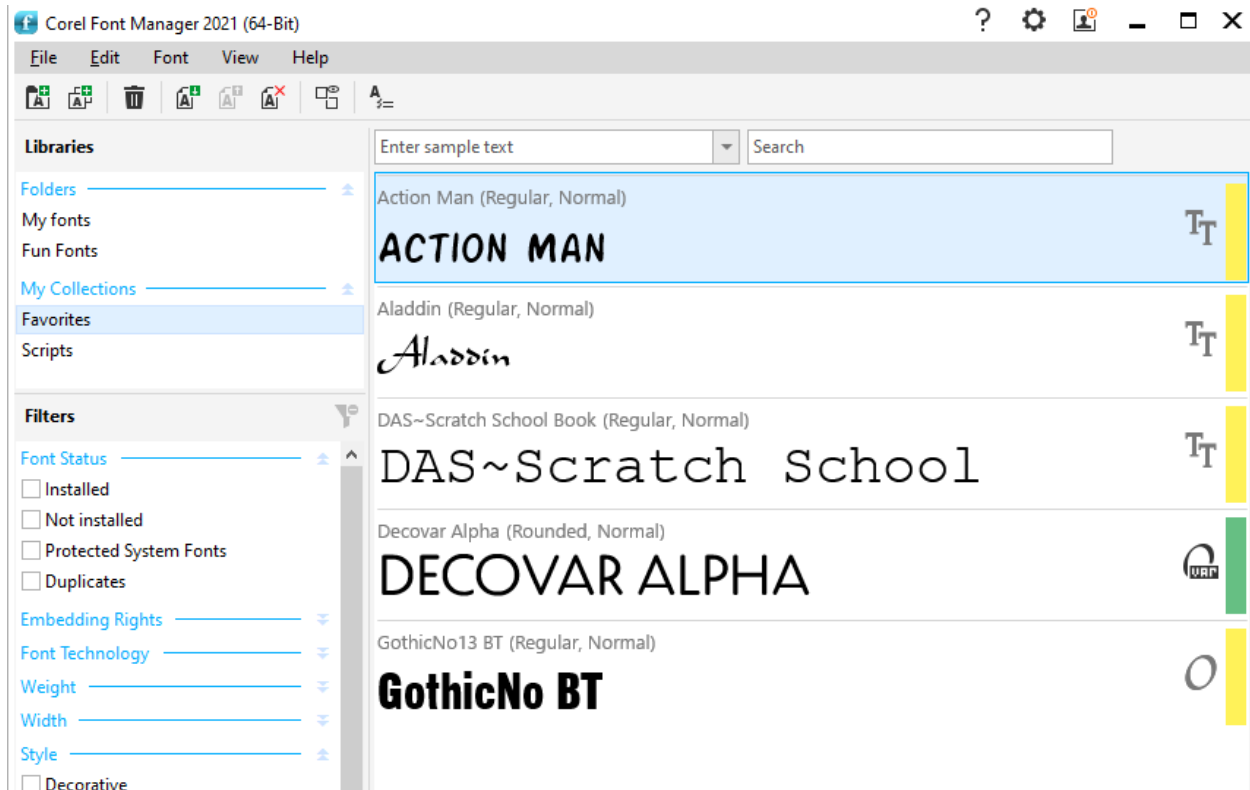 Corel Font Manager 2021 (64-Bit)
File Edit Font View Help
Libraries
Folders
My fonts
Fun Fonts
My Collections
Favorites
Scripts
Filters
Font Status
Installed
Not installed
Protected System Fonts
Duplicates
Embedding Rights
Font Technology
Weight
Width
Style
Decorative
Enter sample text
Search
Action Man (Regular, Normal)
ACTION MAN
Aladdin (Regular, Normal)
Aladdin
DAS~Scratch School Book (Regular, Normal)
DAS~Scratch School
Decovar Alpha (Rounded, Normal)
DECOVAR ALPHA
VAR
GothicNo13 BT (Regular, Normal)
GothicNo BT